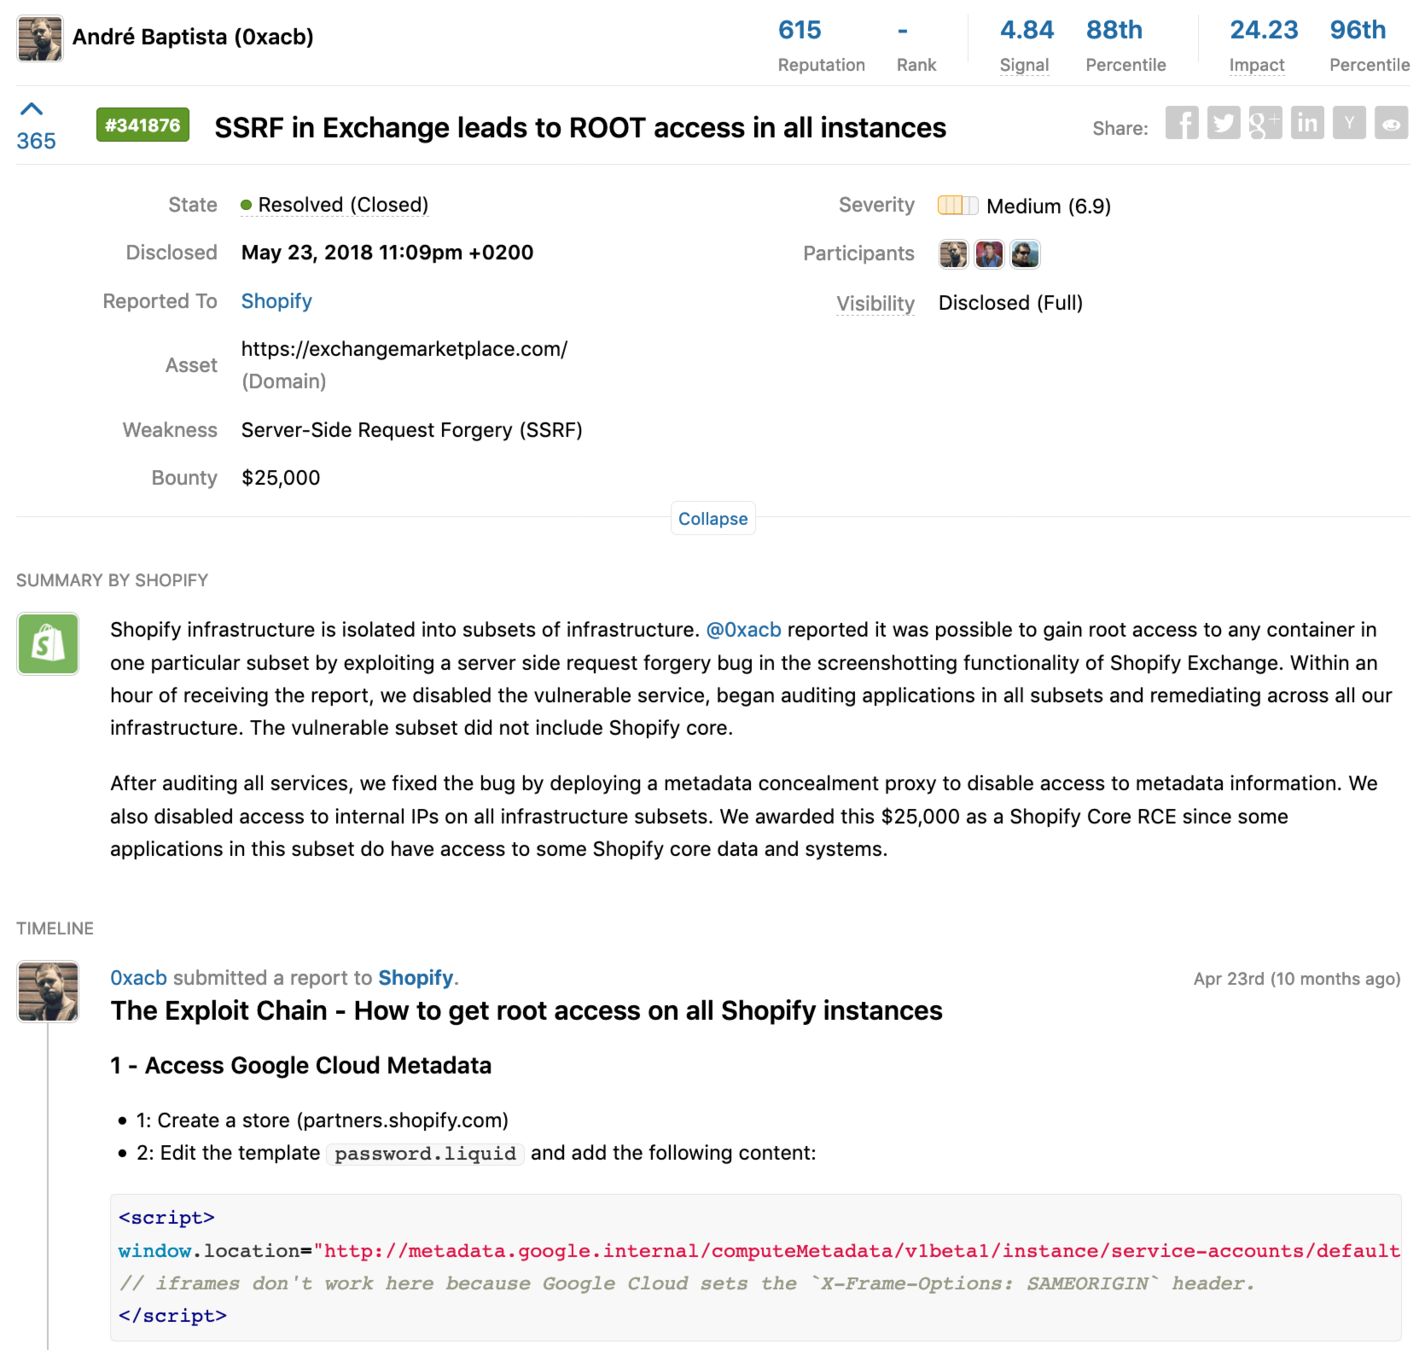 André Baptista (0xacb)
615 - 4.84 88th 24.23 96th
Reputation Rank Signal Percentile Impact Percentile
365
#341876 SSRF in Exchange leads to ROOT access in all instances
Share: f g+ in Y
State Resolved (Closed)
Severity Medium (6.9)
Disclosed May 23, 2018 11:09pm +0200
Participants
Reported To Shopify
Visibility Disclosed (Full)
Asset https://exchangemarketplace.com/
(Domain)
Weakness Server-Side Request Forgery (SSRF)
Bounty $25,000
Collapse
SUMMARY BY SHOPIFY
Shopify infrastructure is isolated into subsets of infrastructure. @0xacb reported it was possible to gain root access to any container in
one particular subset by exploiting a server side request forgery bug in the screenshotting functionality of Shopify Exchange. Within an
hour of receiving the report, we disabled the vulnerable service, began auditing applications in all subsets and remediating across all our
infrastructure. The vulnerable subset did not include Shopify core.
After auditing all services, we fixed the bug by deploying a metadata concealment proxy to disable access to metadata information. We
also disabled access to internal IPs on all infrastructure subsets. We awarded this $25,000 as a Shopify Core RCE since some
applications in this subset do have access to some Shopify core data and systems.
TIMELINE
0xacb submitted a report to Shopify.
Apr 23rd (10 months ago)
The Exploit Chain - How to get root access on all Shopify instances
1 - Access Google Cloud Metadata
• 1: Create a store (partners.shopify.com)
• 2: Edit the template password.liquid and add the following content:
<script>
window.location="http://metadata.google.internal/computeMetadata/v1beta1/instance/service-accounts/default
// iframes don't work here because Google Cloud sets the `X-Frame-Options: SAMEORIGIN` header.
</script>